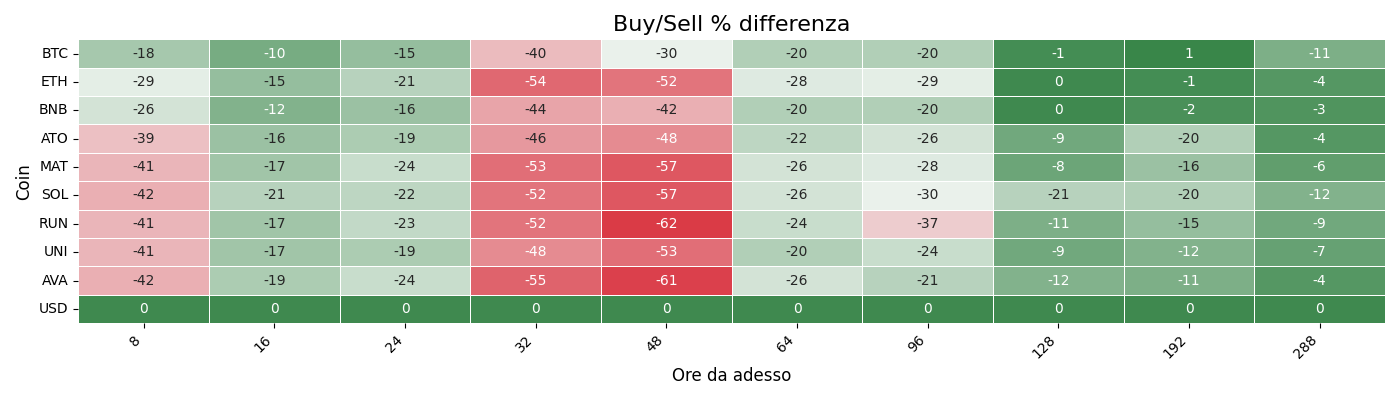 Buy/Sell % differenza
Coin
BTC -18 -10 -15 -40 -30 -20 -20 -1 1 -11
ETH -29 -15 -21 -54 -52 -28 -29 0 -1 -4
BNB -26 -12 -16 -44 -42 -20 -20 0 -2 -3
ATO -39 -16 -19 -46 -48 -22 -26 -9 -20 -4
MAT -41 -17 -24 -53 -57 -26 -28 -8 -16 -6
SOL -42 -21 -22 -52 -57 -26 -30 -21 -20 -12
RUN -41 -17 -23 -52 -62 -24 -37 -11 -15 -9
UNI -41 -17 -19 -48 -53 -20 -24 -9 -12 -7
AVA -42 -19 -24 -55 -61 -26 -21 -12 -11 -4
USD 0 0 0 0 0 0 0 0 0 0
8 16 24 32 48 64 96 128 192 288
Ore da adesso